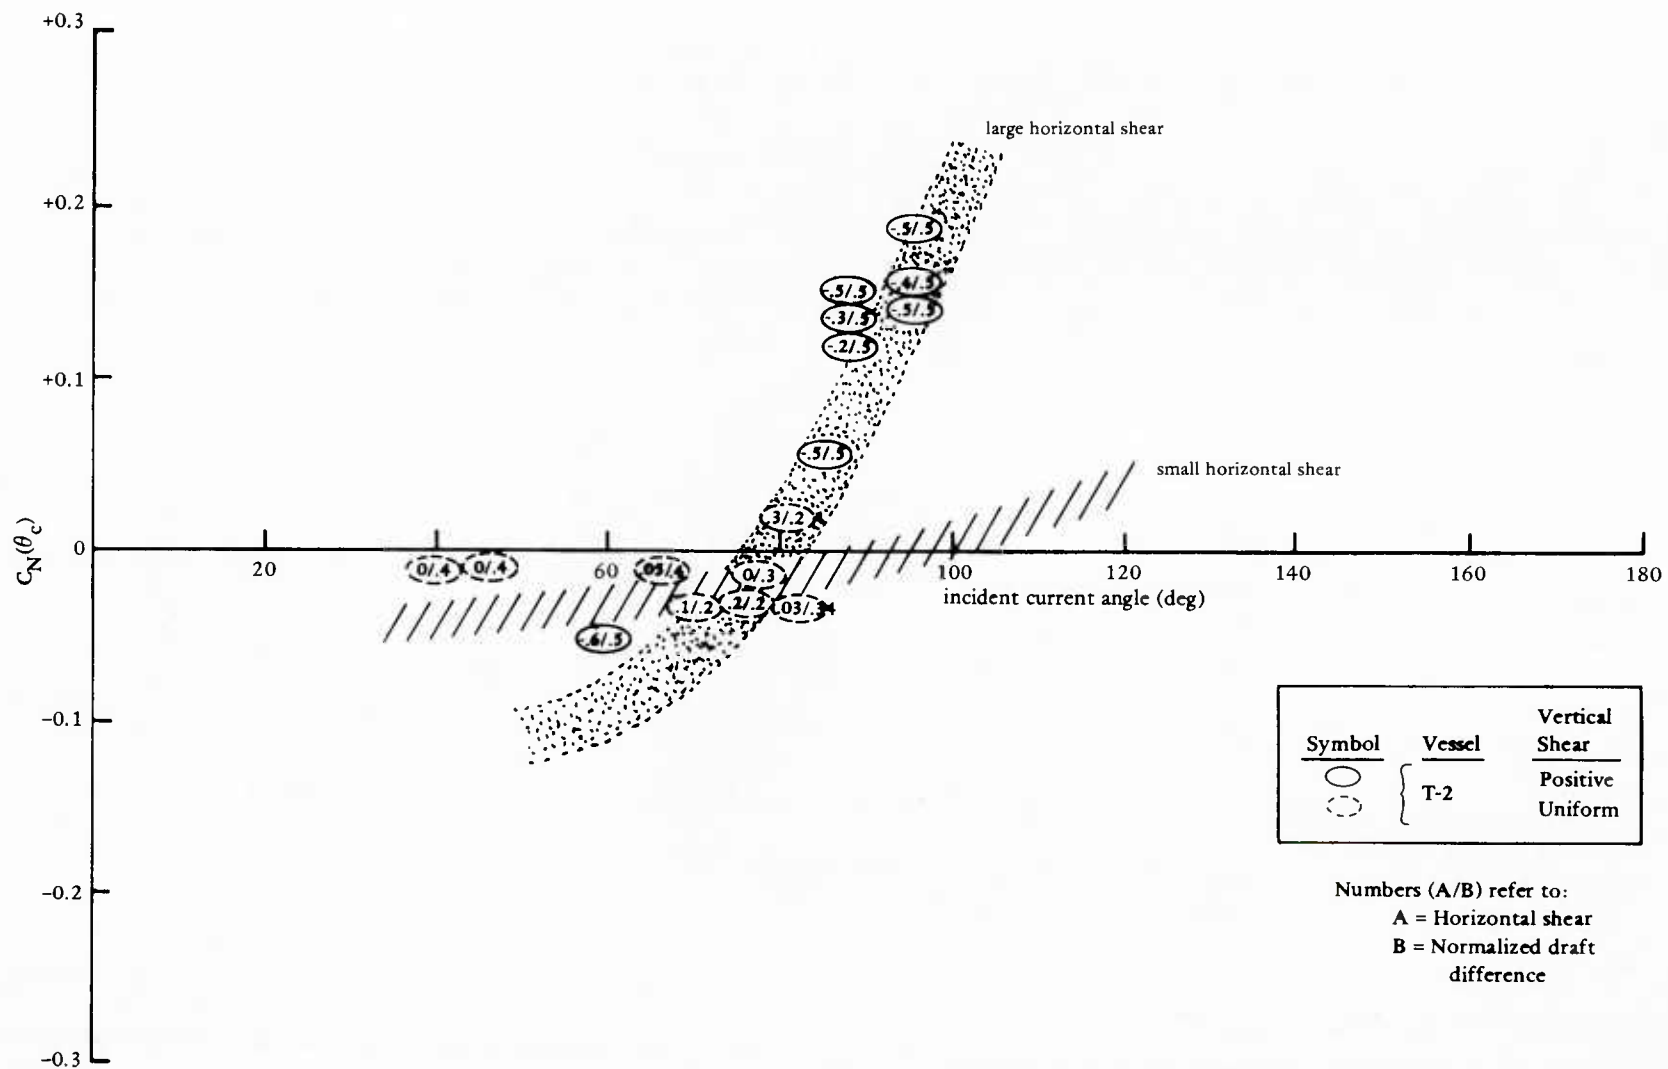 +0.3
large horizontal shear
+0.2
-.5/.5
-.4/.5
-.5/.5
-.5/.5
-.3/.5
-.2/.5
+0.1
-.5/.5
small horizontal shear
.3/.2
C_N(θ_c)
0
20
0/.4
0/.4
60
.05/.4
0/.3
100
120
140
160
180
.1/.2
.2/.2
incident current angle (deg)
-.6/.5
-0.1
Symbol Vessel Vertical Shear
T-2
Positive
Uniform
-0.2
Numbers (A/B) refer to:
A = Horizontal shear
B = Normalized draft
difference
-0.3